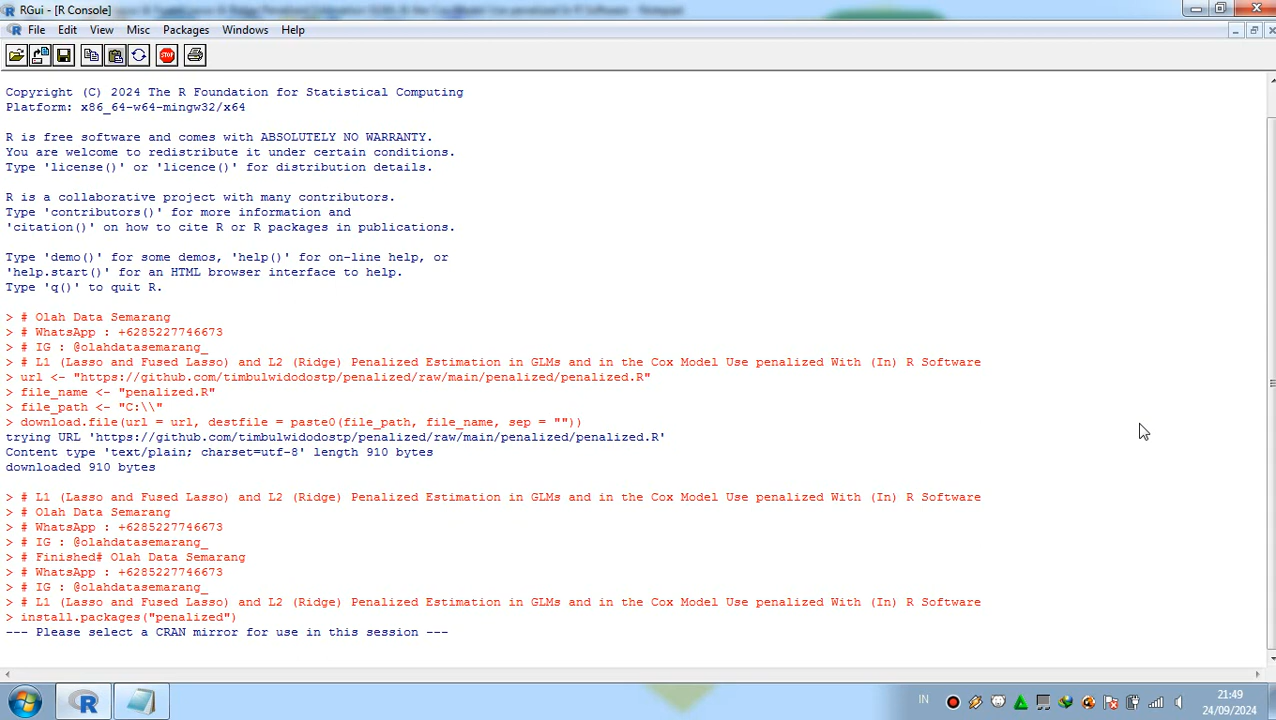 RGui - [R Console]
File Edit View Misc Packages Windows Help
STOP
Copyright (C) 2024 The R Foundation for Statistical Computing
Platform: x86_64-w64-mingw32/x64
R is free software and comes with ABSOLUTELY NO WARRANTY.
You are welcome to redistribute it under certain conditions.
Type 'license()' or 'licence()' for distribution details.
R is a collaborative project with many contributors.
Type 'contributors()' for more information and
'citation()' on how to cite R or R packages in publications.
Type 'demo()' for some demos, 'help()' for on-line help, or
'help.start()' for an HTML browser interface to help.
Type 'q()' to quit R.
> # Olah Data Semarang
> # WhatsApp : +6285227746673
> # IG : @olahdatasemarang_
> # L1 (Lasso and Fused Lasso) and L2 (Ridge) Penalized Estimation in GLMs and in the Cox Model Use penalized With (In) R Software
> url <- "https://github.com/timbulwidodostp/penalized/raw/main/penalized/penalized.R"
> file_name <- "penalized.R"
> file_path <- "C:\\"
> download.file(url = url, destfile = paste0(file_path, file_name, sep = ""))
trying URL 'https://github.com/timbulwidodostp/penalized/raw/main/penalized/penalized.R'
Content type 'text/plain; charset=utf-8' length 910 bytes
downloaded 910 bytes
> # L1 (Lasso and Fused Lasso) and L2 (Ridge) Penalized Estimation in GLMs and in the Cox Model Use penalized With (In) R Software
> # Olah Data Semarang
> # WhatsApp : +6285227746673
> # IG : @olahdatasemarang_
> # Finished# Olah Data Semarang
> # WhatsApp : +6285227746673
> # IG : @olahdatasemarang_
> # L1 (Lasso and Fused Lasso) and L2 (Ridge) Penalized Estimation in GLMs and in the Cox Model Use penalized With (In) R Software
> install.packages("penalized")
--- Please select a CRAN mirror for use in this session ---
IN
21:49
24/09/2024